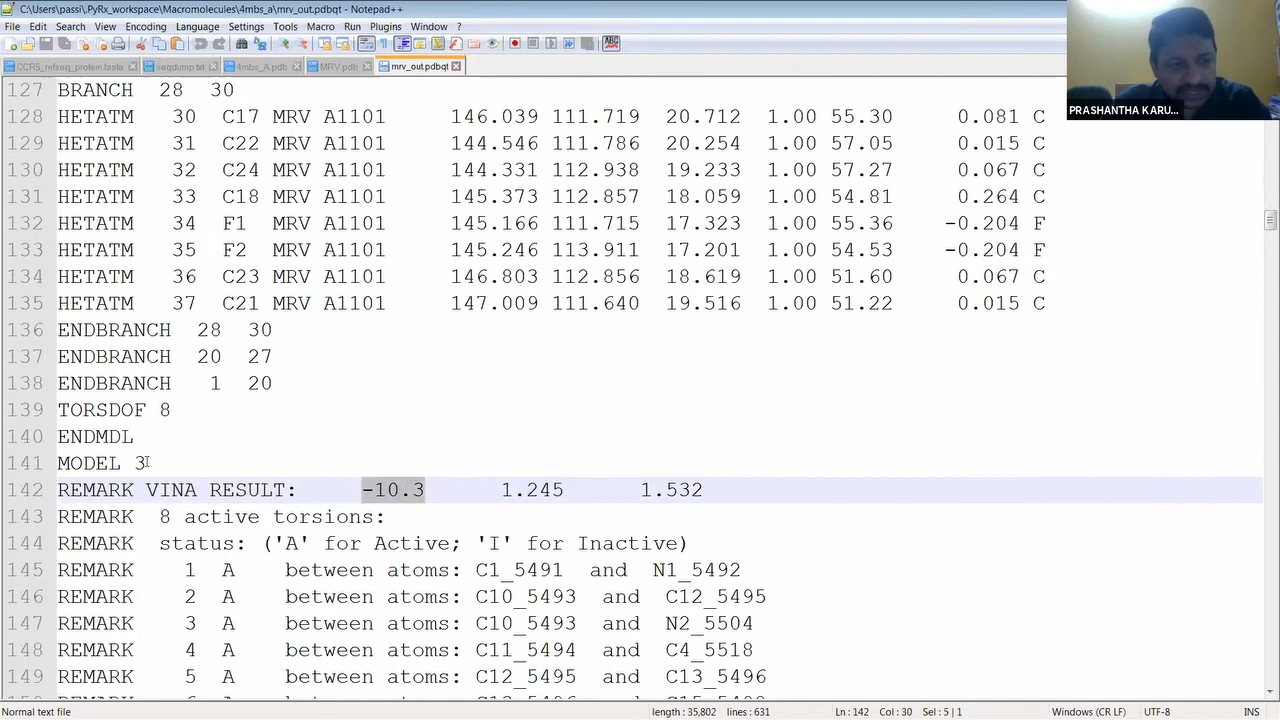 C:\Users\passi\.PyRx_workspace\Macromolecules\4mbs_a\mrv_out.pdbqt - Notepad++
File Edit Search View Encoding Language Settings Tools Macro Run Plugins Window ?
CCR5_refseq_protein.fasta seqdump.txt 4mbs_A.pdb MRV.pdb mrv_out.pdbqt
PRASHANTHA KARU...
127 BRANCH 28 30
128 HETATM 30 C17 MRV A1101 146.039 111.719 20.712 1.00 55.30 0.081 C
129 HETATM 31 C22 MRV A1101 144.546 111.786 20.254 1.00 57.05 0.015 C
130 HETATM 32 C24 MRV A1101 144.331 112.938 19.233 1.00 57.27 0.067 C
131 HETATM 33 C18 MRV A1101 145.373 112.857 18.059 1.00 54.81 0.264 C
132 HETATM 34 F1 MRV A1101 145.166 111.715 17.323 1.00 55.36 -0.204 F
133 HETATM 35 F2 MRV A1101 145.246 113.911 17.201 1.00 54.53 -0.204 F
134 HETATM 36 C23 MRV A1101 146.803 112.856 18.619 1.00 51.60 0.067 C
135 HETATM 37 C21 MRV A1101 147.009 111.640 19.516 1.00 51.22 0.015 C
136 ENDBRANCH 28 30
137 ENDBRANCH 20 27
138 ENDBRANCH 1 20
139 TORSDOF 8
140 ENDMDL
141 MODEL 3
142 REMARK VINA RESULT: -10.3 1.245 1.532
143 REMARK 8 active torsions:
144 REMARK status: ('A' for Active; 'I' for Inactive)
145 REMARK 1 A between atoms: C1_5491 and N1_5492
146 REMARK 2 A between atoms: C10_5493 and C12_5495
147 REMARK 3 A between atoms: C10_5493 and N2_5504
148 REMARK 4 A between atoms: C11_5494 and C4_5518
149 REMARK 5 A between atoms: C12_5495 and C13_5496
Normal text file length : 35,802 lines : 631 Ln : 142 Col : 30 Sel : 5 | 1 Windows (CR LF) UTF-8 INS